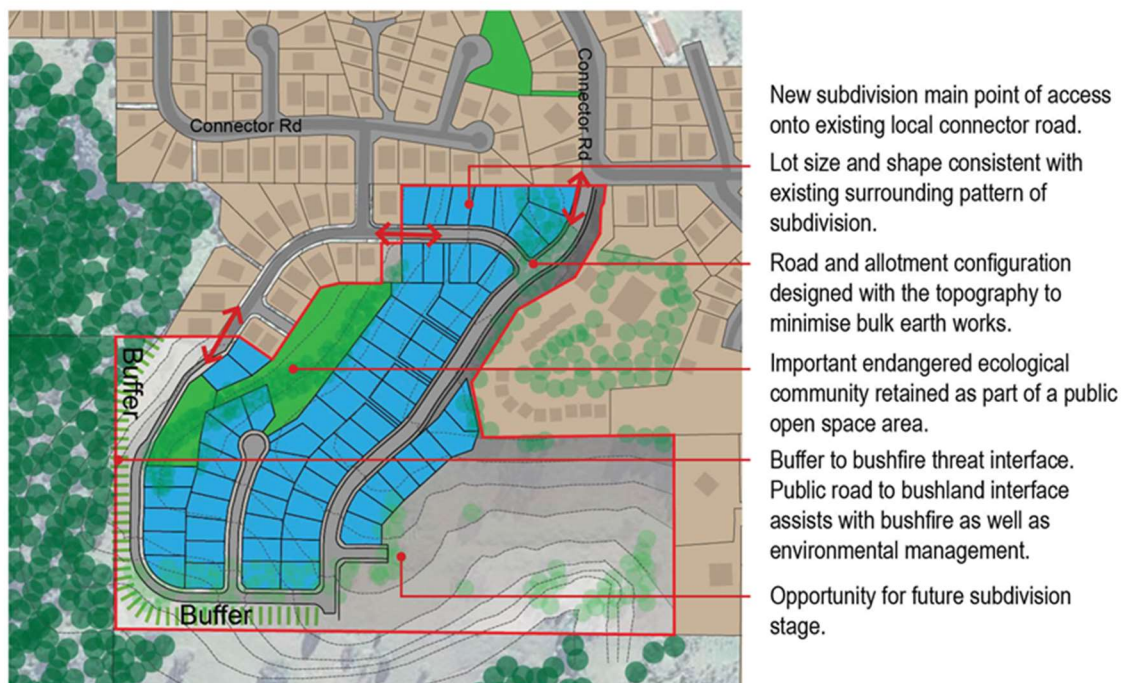 Connector Rd
Connector Rd
Buffer
Buffer
New subdivision main point of access
onto existing local connector road.
Lot size and shape consistent with
existing surrounding pattern of
subdivision.
Road and allotment configuration
designed with the topography to
minimise bulk earth works.
Important endangered ecological
community retained as part of a public
open space area.
Buffer to bushfire threat interface.
Public road to bushland interface
assists with bushfire as well as
environmental management.
Opportunity for future subdivision
stage.